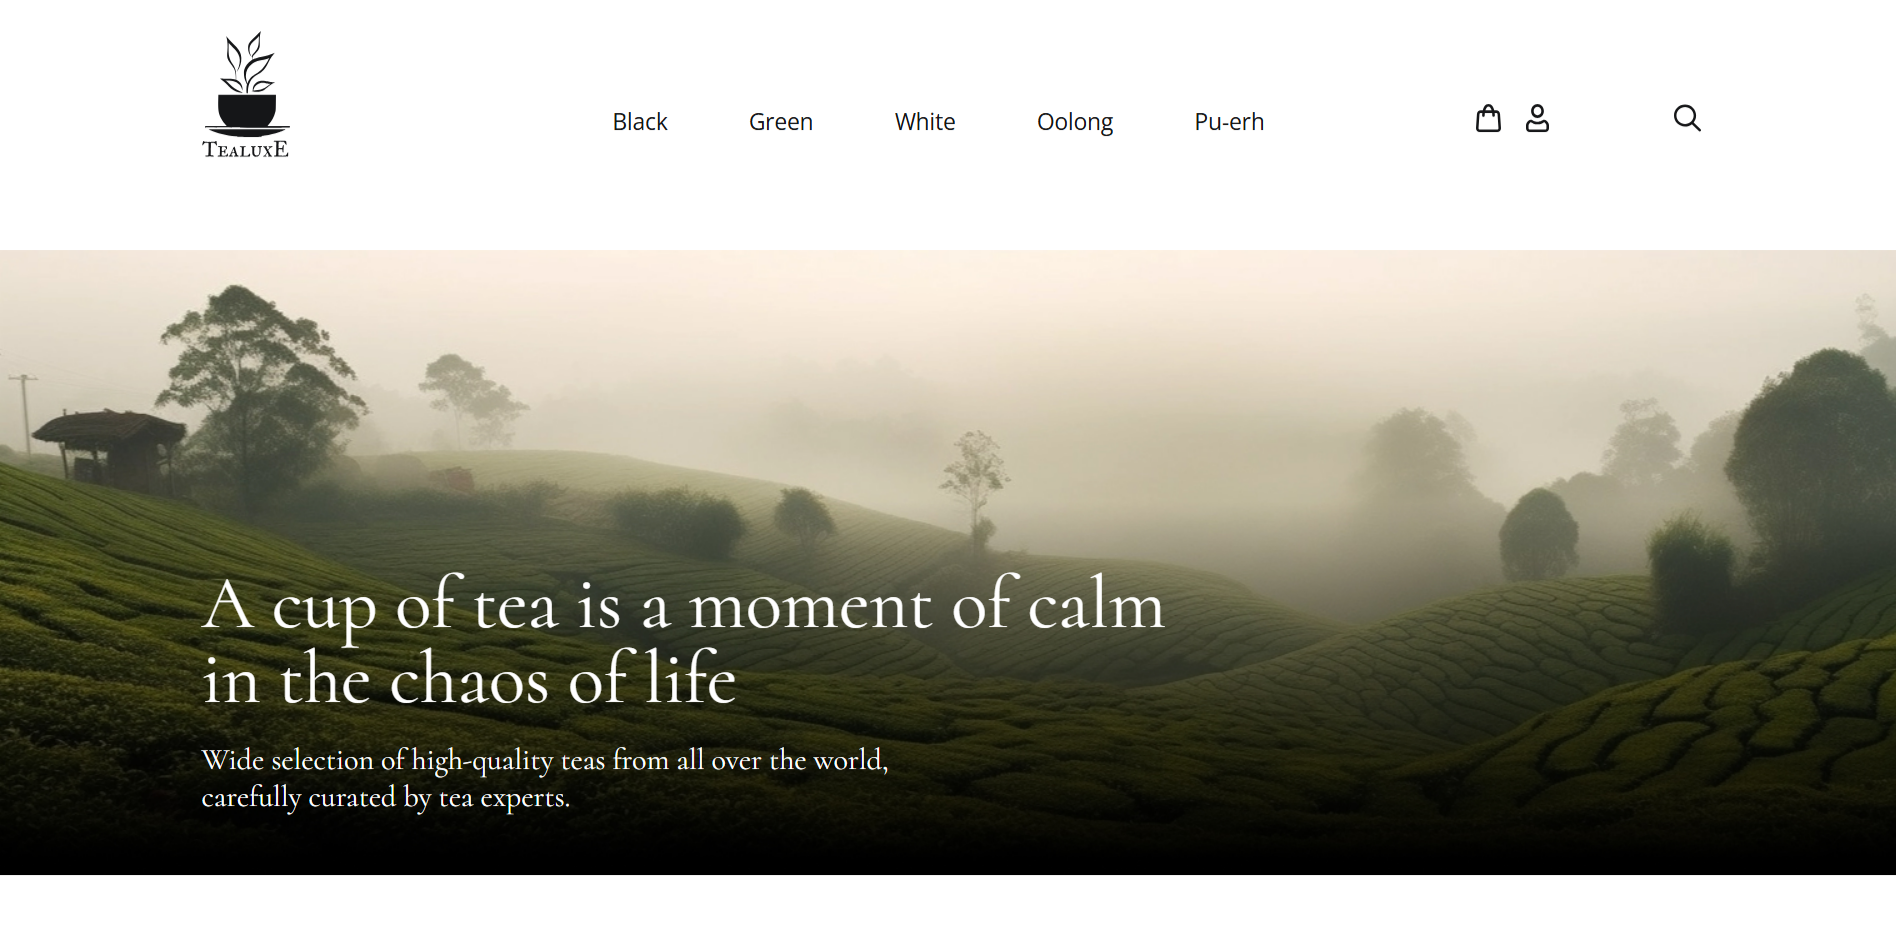 TEALUXE
Black Green White Oolong Pu-erh
A cup of tea is a moment of calm
in the chaos of life
Wide selection of high-quality teas from all over the world,
carefully curated by tea experts.